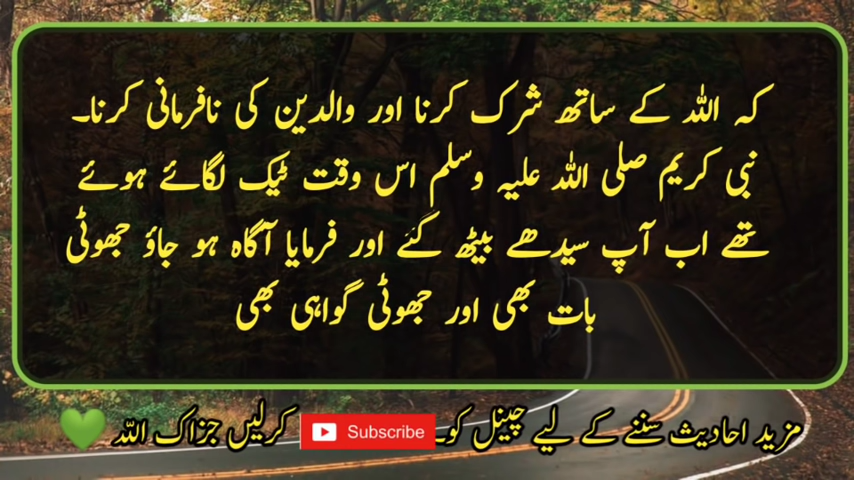 کہ اللہ کے ساتھ شرک کرنا اور والدین کی نافرمانی کرنا۔
نبی کریم صلی اللہ علیہ وسلم اس وقت ٹیک لگائے ہوئے
تھے اب آپ سیدھے بیٹھ گئے اور فرمایا آگاہ ہو جاؤ جھوٹی
بات بھی اور جھوٹی گواہی بھی
مزید احادیث سننے کے لیے چینل کو۔ Subscribe کرلیں جزاک اللہ